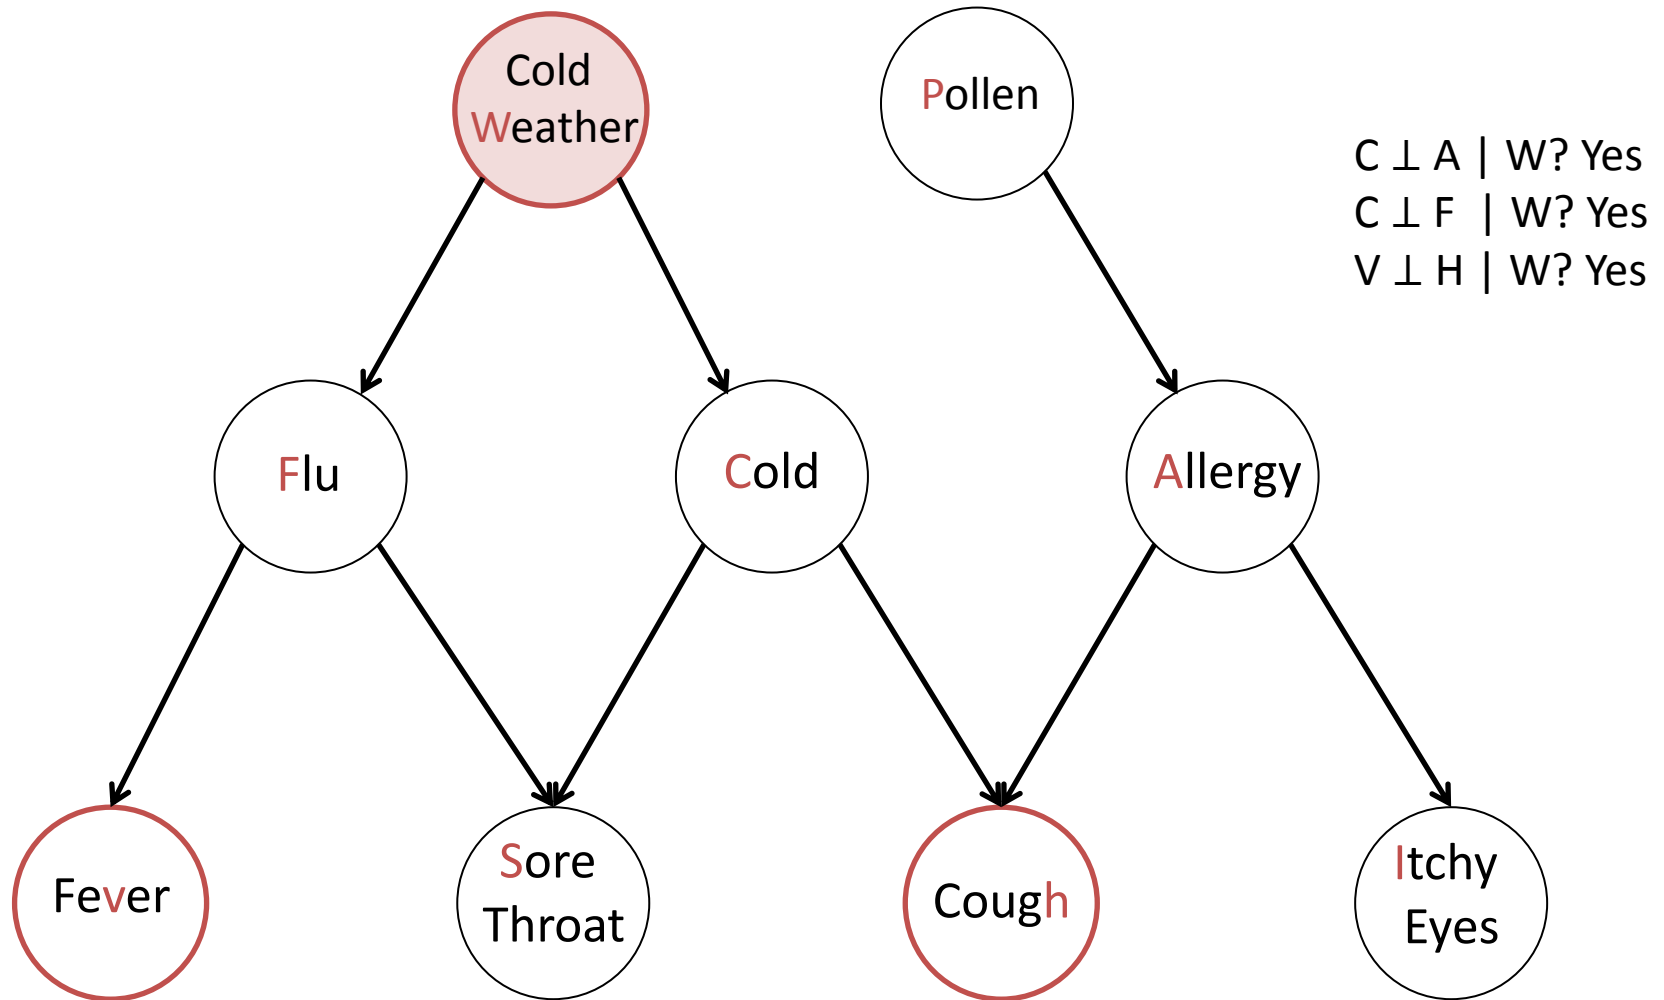 Cold
Weather
Pollen
C ⊥ A | W? Yes
C ⊥ F | W? Yes
V ⊥ H | W? Yes
Flu
Cold
Allergy
Fever
Sore
Throat
Cough
Itchy
Eyes